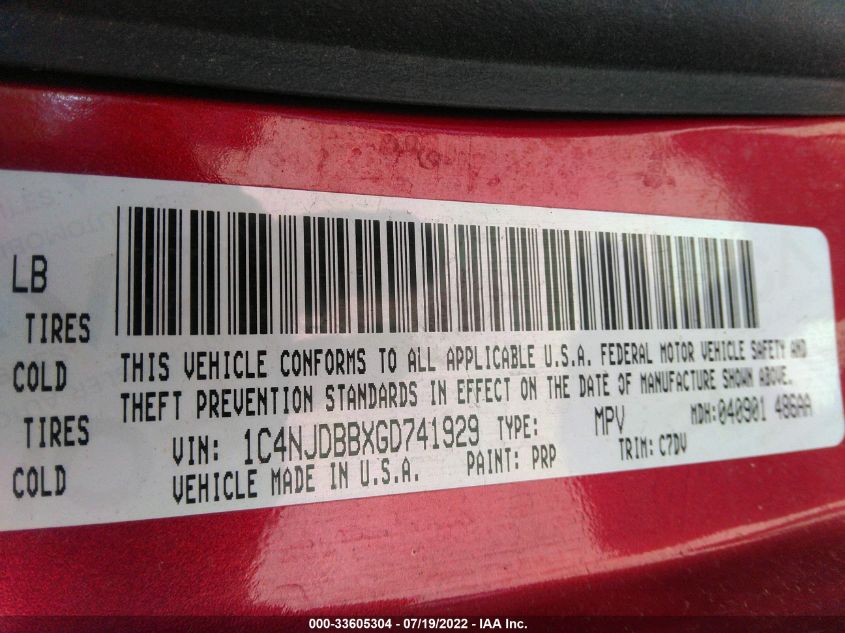 LB
TIRES
COLD
TIRES
COLD
THIS VEHICLE CONFORMS TO ALL APPLICABLE U.S.A. FEDERAL MOTOR VEHICLE SAFETY AND
THEFT PREVENTION STANDARDS IN EFFECT ON THE DATE OF MANUFACTURE SHOWN ABOVE.
VIN: 1C4NJDBBXGD741929 TYPE: MPV MDH: 040901 486AA
VEHICLE MADE IN U.S.A. PAINT: PRP TRIM: C7DV
000-33605304 - 07/19/2022 - IAA Inc.